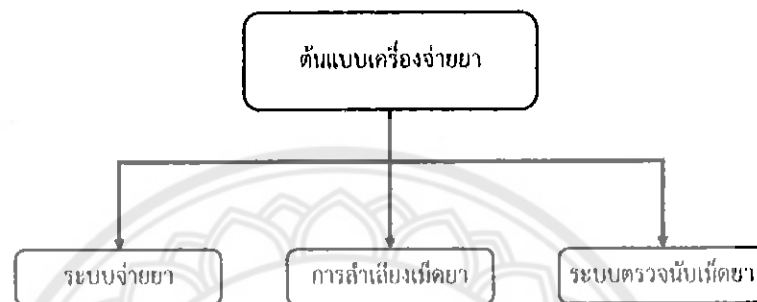 ต้นแบบเครื่องจ่ายยา
ระบบจ่ายยา
การลำเลียงเม็ดยา
ระบบตรวจนับเม็ดยา